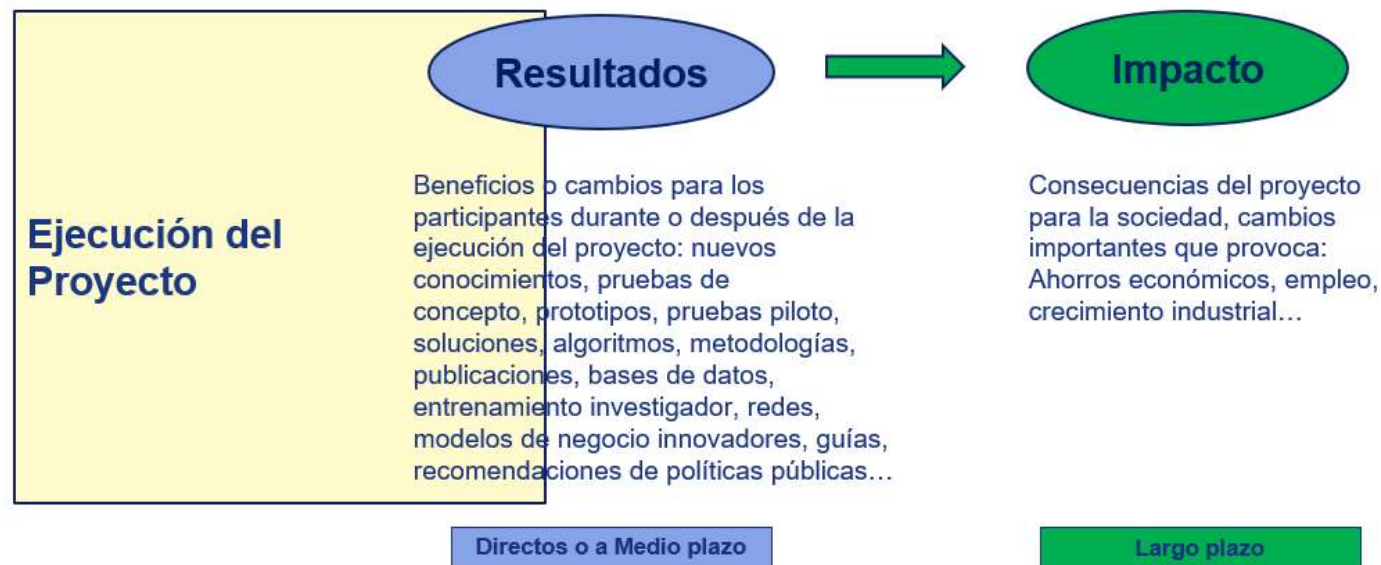 Resultados
Impacto
Ejecución del
Proyecto
Beneficios o cambios para los
participantes durante o después de la
ejecución del proyecto: nuevos
conocimientos, pruebas de
concepto, prototipos, pruebas piloto,
soluciones, algoritmos, metodologías,
publicaciones, bases de datos,
entrenamiento investigador, redes,
modelos de negocio innovadores, guías,
recomendaciones de políticas públicas…
Consecuencias del proyecto
para la sociedad, cambios
importantes que provoca:
Ahorros económicos, empleo,
crecimiento industrial…
Directos o a Medio plazo
Largo plazo